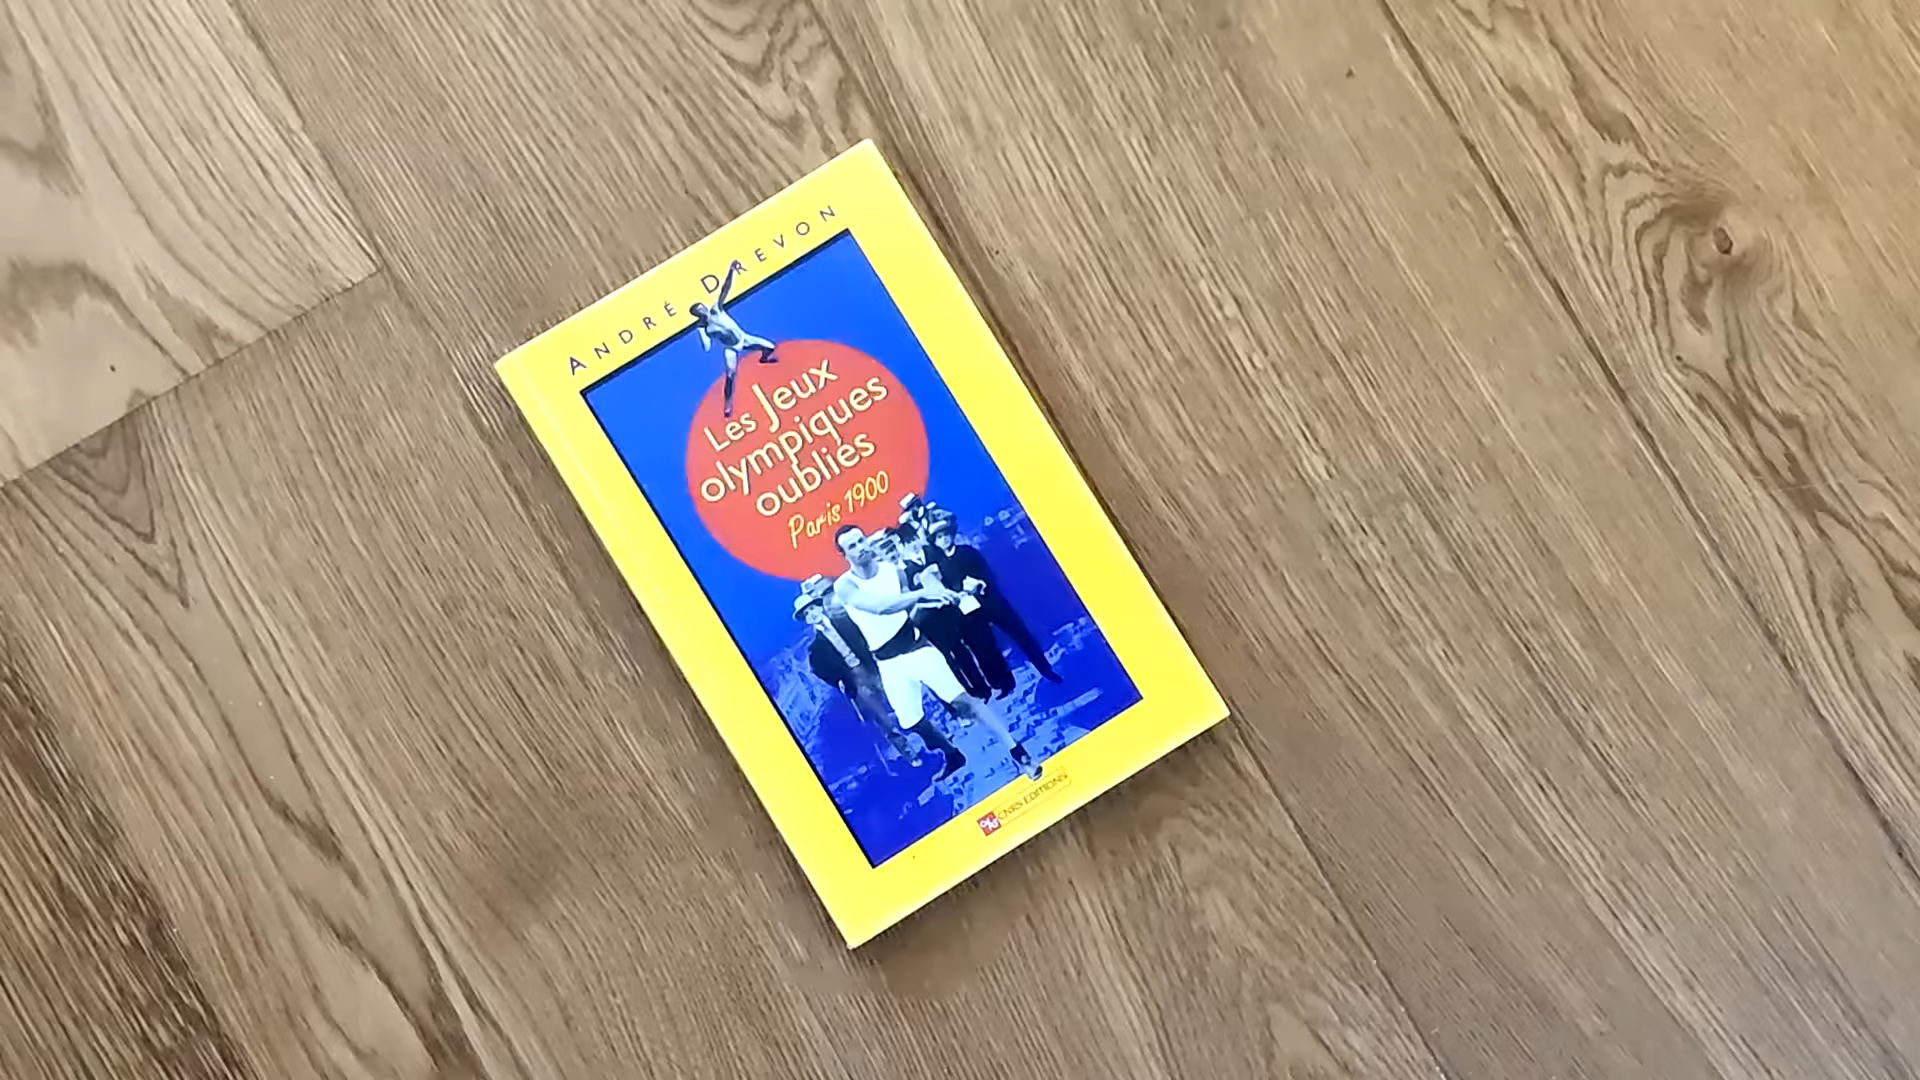 ANDRÉ DREVON
Les Jeux
olympiques
oubliés
Paris 1900
CNRS EDITIONS